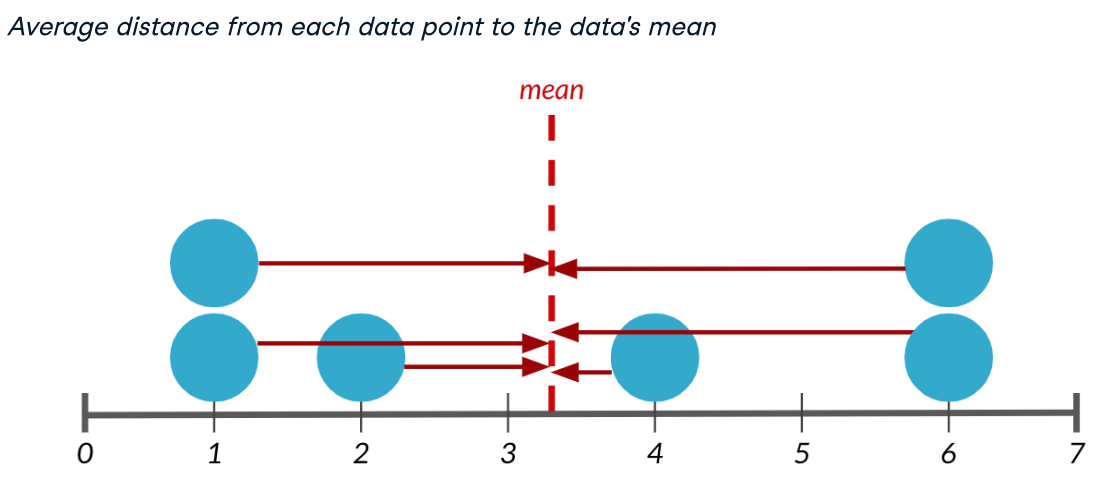 Average distance from each data point to the data's mean
mean
0 1 2 3 4 5 6 7